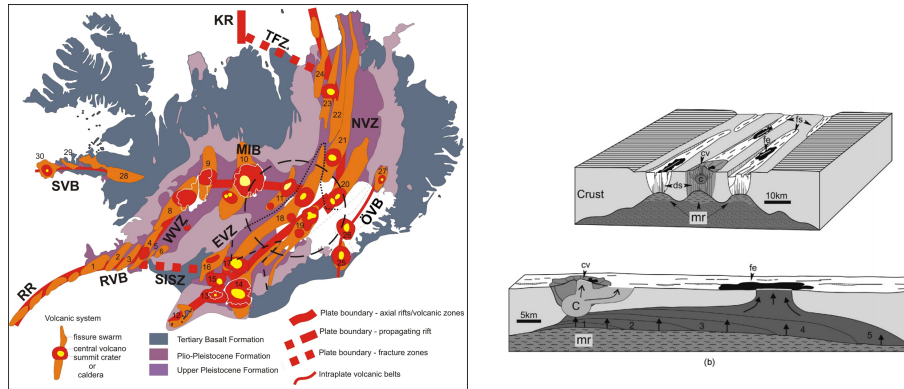 KR
TFZ.
24
23
22
NVZ
21
MIB
10
9
30
29
28
SVB
27
20
11
8
WVZ
18
19
ÖVB
EVZ
26
7
4
5
6
3
2
1
RVB
SISZ
16
17
15
14
13
12
25
RR
Volcanic system
fissure swarm
central volcano
summit crater
or
caldera
Tertiary Basalt Formation
Plio-Pleistocene Formation
Upper Pleistocene Formation
Plate boundary - axial rifts/volcanic zones
Plate boundary - propagating rift
Plate boundary - fracture zones
Intraplate volcanic belts
fs
fe
cv
C
ds
Crust
mr
10km
cv
fe
C
5km
1
2
3
4
5
mr
(b)